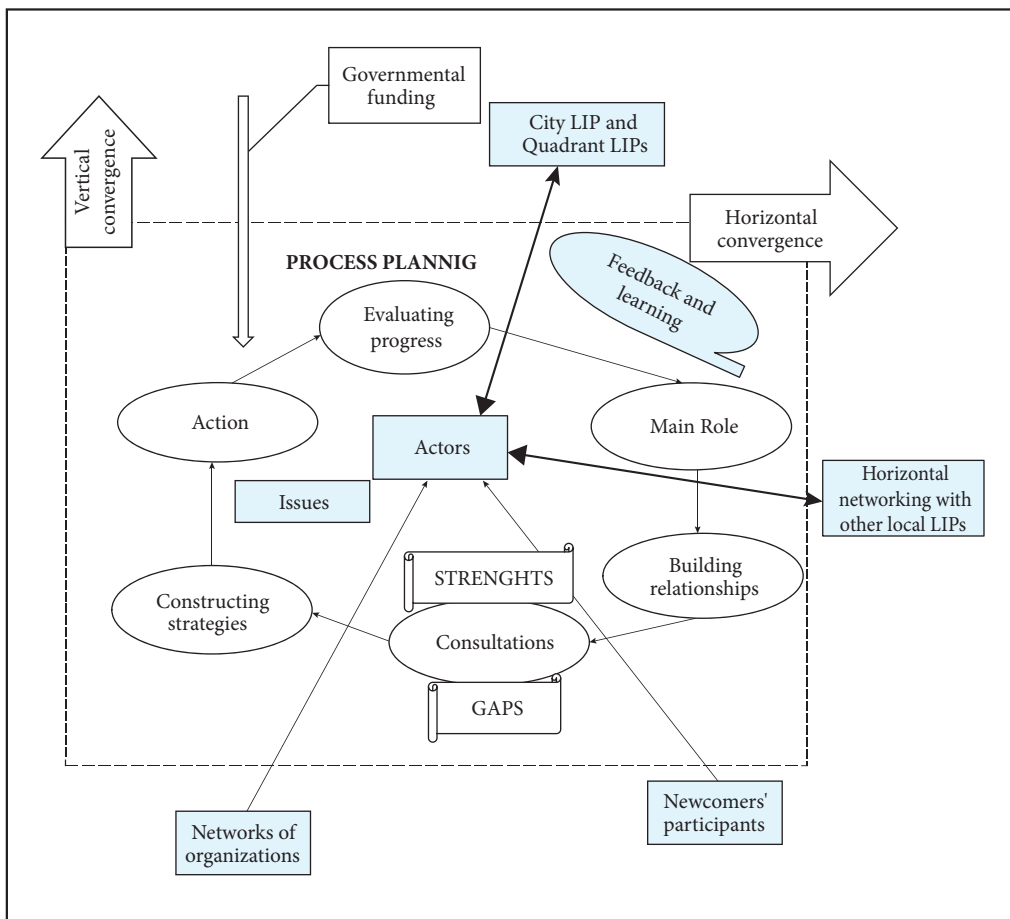 Governmental
funding
City LIP and
Quadrant LIPs
Vertical
convergence
Horizontal
convergence
PROCESS PLANNIG
Feedback and
learning
Evaluating
progress
Action
Main Role
Actors
Issues
Horizontal
networking with
other local LIPs
STRENGHTS
Building
relationships
Constructing
strategies
Consultations
GAPS
Networks of
organizations
Newcomers'
participants